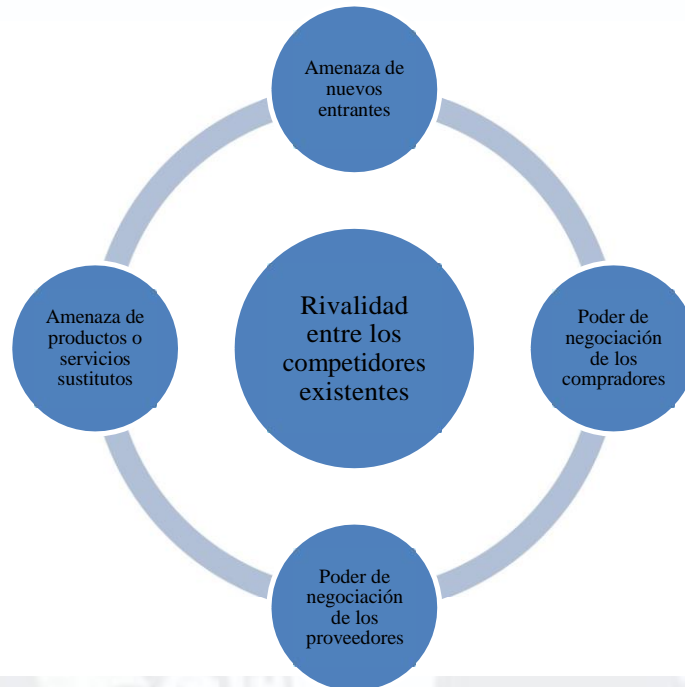 Amenaza de
nuevos
entrantes
Amenaza de
productos o
servicios
sustitutos
Rivalidad
entre los
competidores
existentes
Poder de
negociación
de los
compradores
Poder de
negociación
de los
proveedores